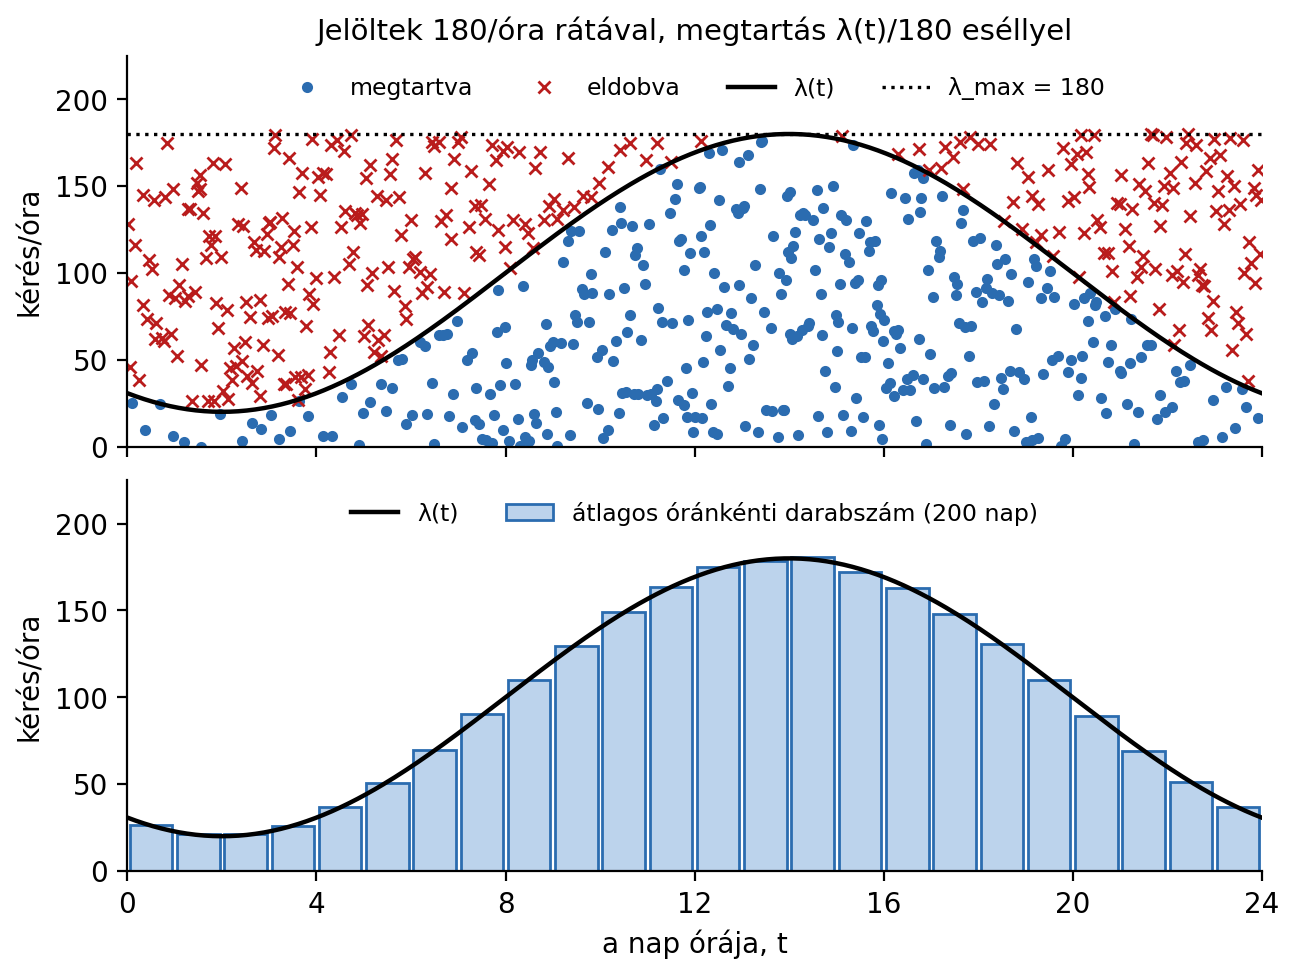 Jelöltek 180/óra rátával, megtartás λ(t)/180 eséllyel
megtartva eldobva λ(t) λ_max = 180
200
150
100
50
0
kérés/óra
λ(t) átlagos óránkénti darabszám (200 nap)
200
150
100
50
0
kérés/óra
0 4 8 12 16 20 24
a nap órája, t